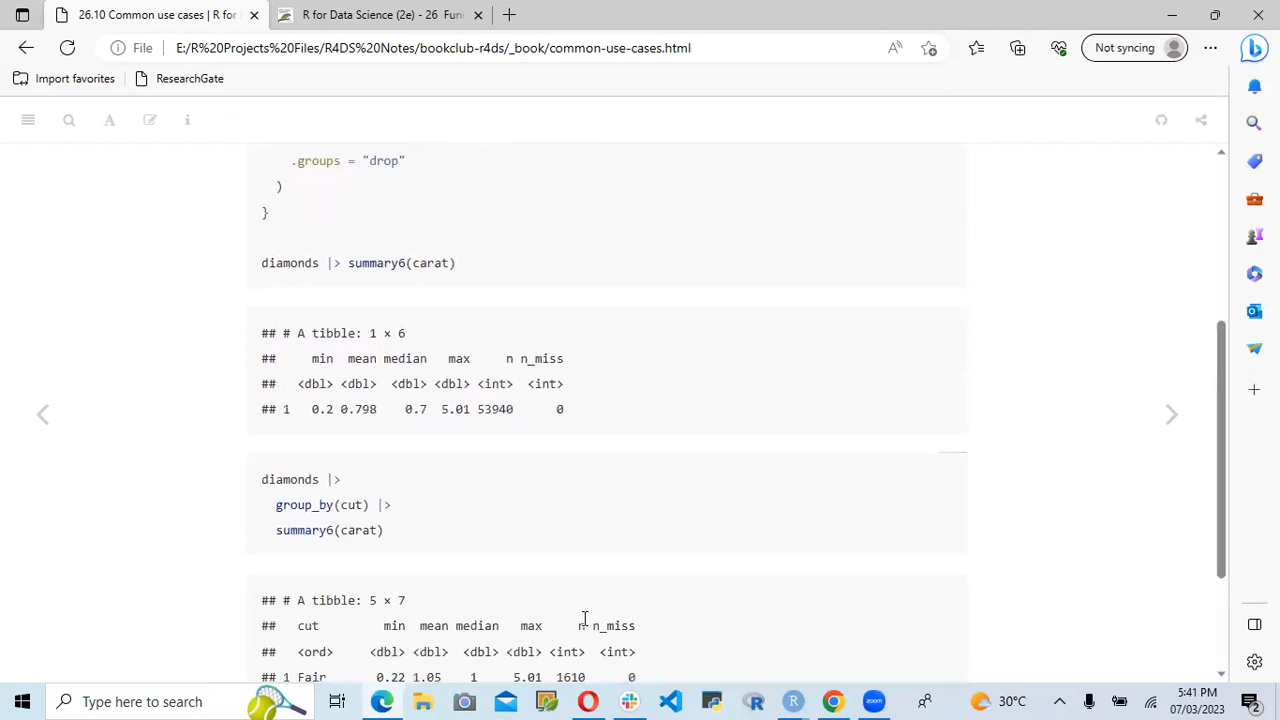 26.10 Common use cases | R for
R for Data Science (2e) - 26 Func
File
E:/R%20Projects%20Files/R4DS%20Notes/bookclub-r4ds/_book/common-use-cases.html
Not syncing
Import favorites
ResearchGate
.groups = "drop"
)
}
diamonds |> summary6(carat)
## # A tibble: 1 × 6
##     min  mean median   max     n n_miss
##   <dbl> <dbl>  <dbl> <dbl> <int>  <int>
## 1   0.2 0.798    0.7  5.01 53940      0
diamonds |>
group_by(cut) |>
summary6(carat)
## # A tibble: 5 × 7
##   cut         min  mean median   max     n n_miss
##   <ord>     <dbl> <dbl>  <dbl> <dbl> <int>  <int>
## 1 Fair       0.22 1.05    1     5.01  1610      0
Type here to search
30°C
5:41 PM
07/03/2023
2